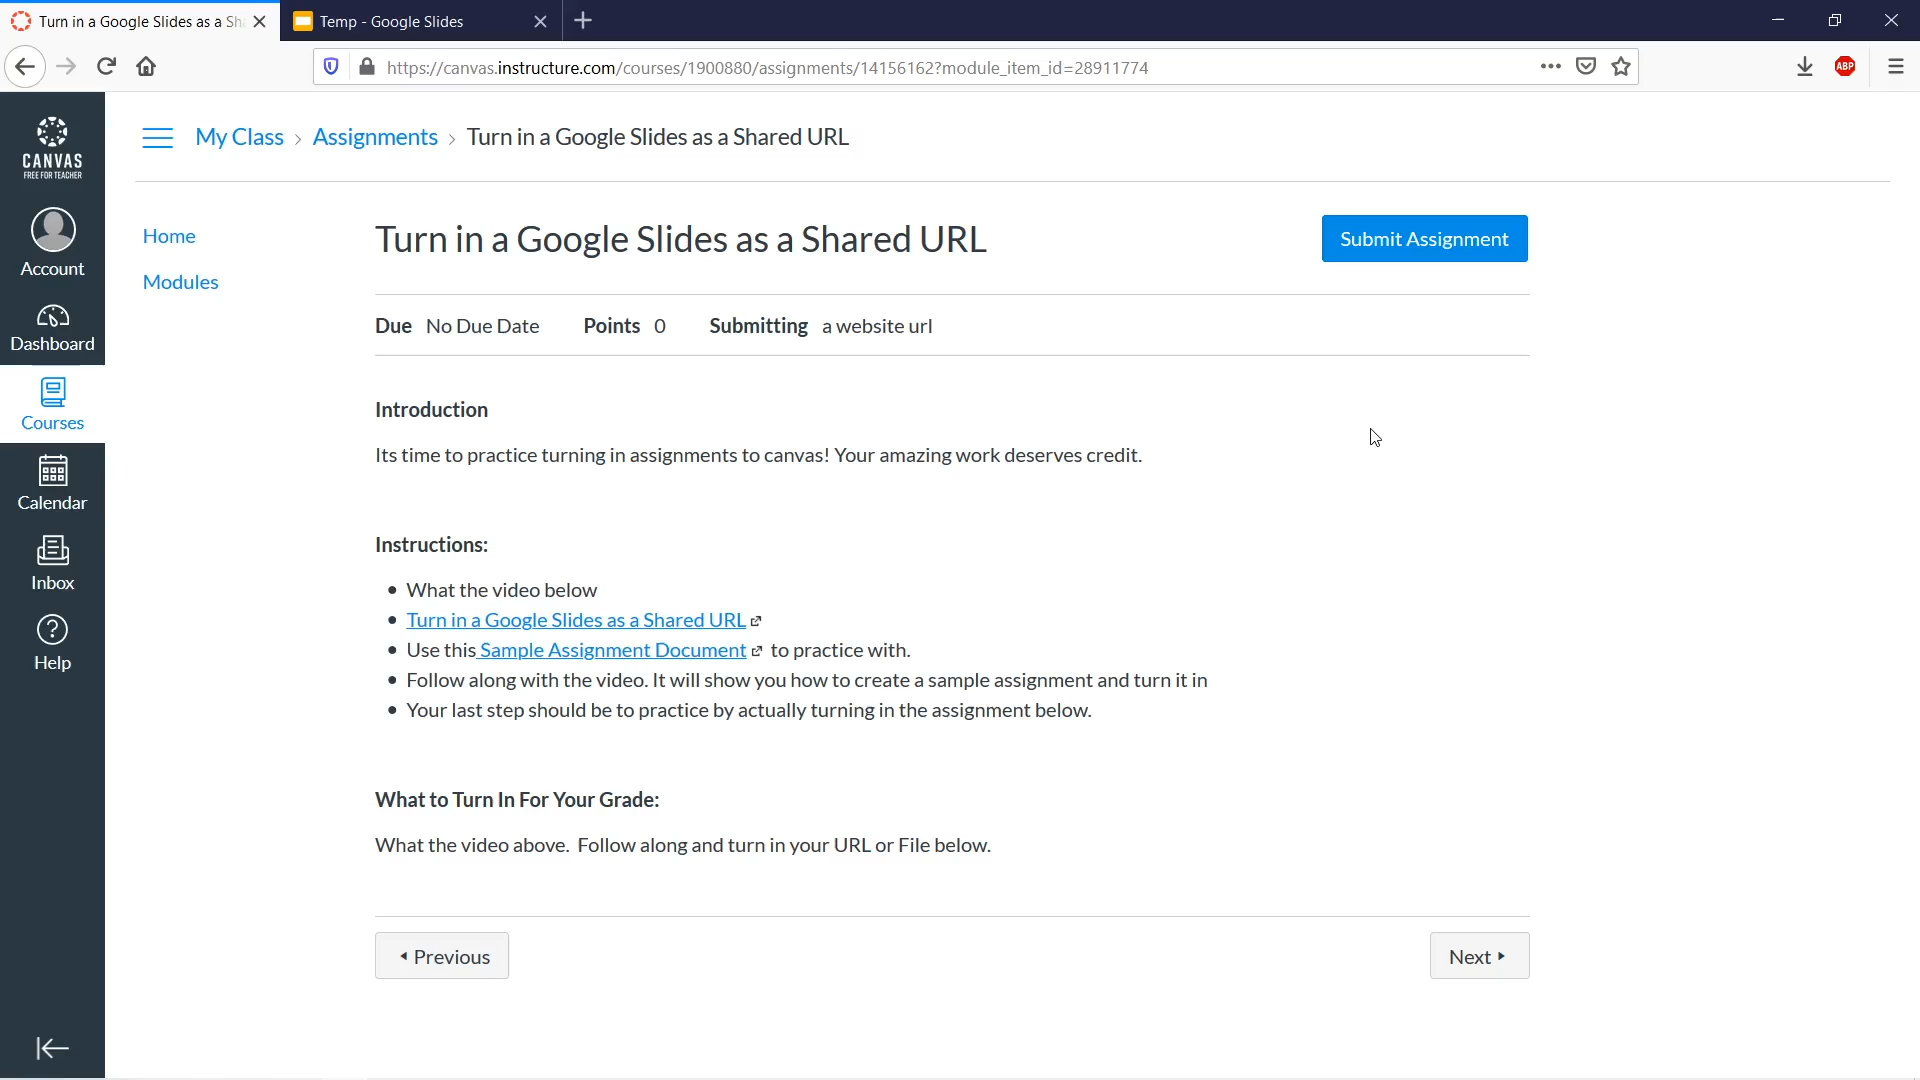 Turn in a Google Slides as a Sh
Temp - Google Slides
https://canvas.instructure.com/courses/1900880/assignments/14156162?module_item_id=28911774
ABP
CANVAS
FREE FOR TEACHER
Account
Dashboard
Courses
Calendar
Inbox
Help
My Class › Assignments › Turn in a Google Slides as a Shared URL
Home
Modules
Turn in a Google Slides as a Shared URL
Submit Assignment
Due No Due Date Points 0 Submitting a website url
Introduction
Its time to practice turning in assignments to canvas! Your amazing work deserves credit.
Instructions:
• What the video below
• Turn in a Google Slides as a Shared URL
• Use this Sample Assignment Document to practice with.
• Follow along with the video. It will show you how to create a sample assignment and turn it in
• Your last step should be to practice by actually turning in the assignment below.
What to Turn In For Your Grade:
What the video above. Follow along and turn in your URL or File below.
Previous
Next